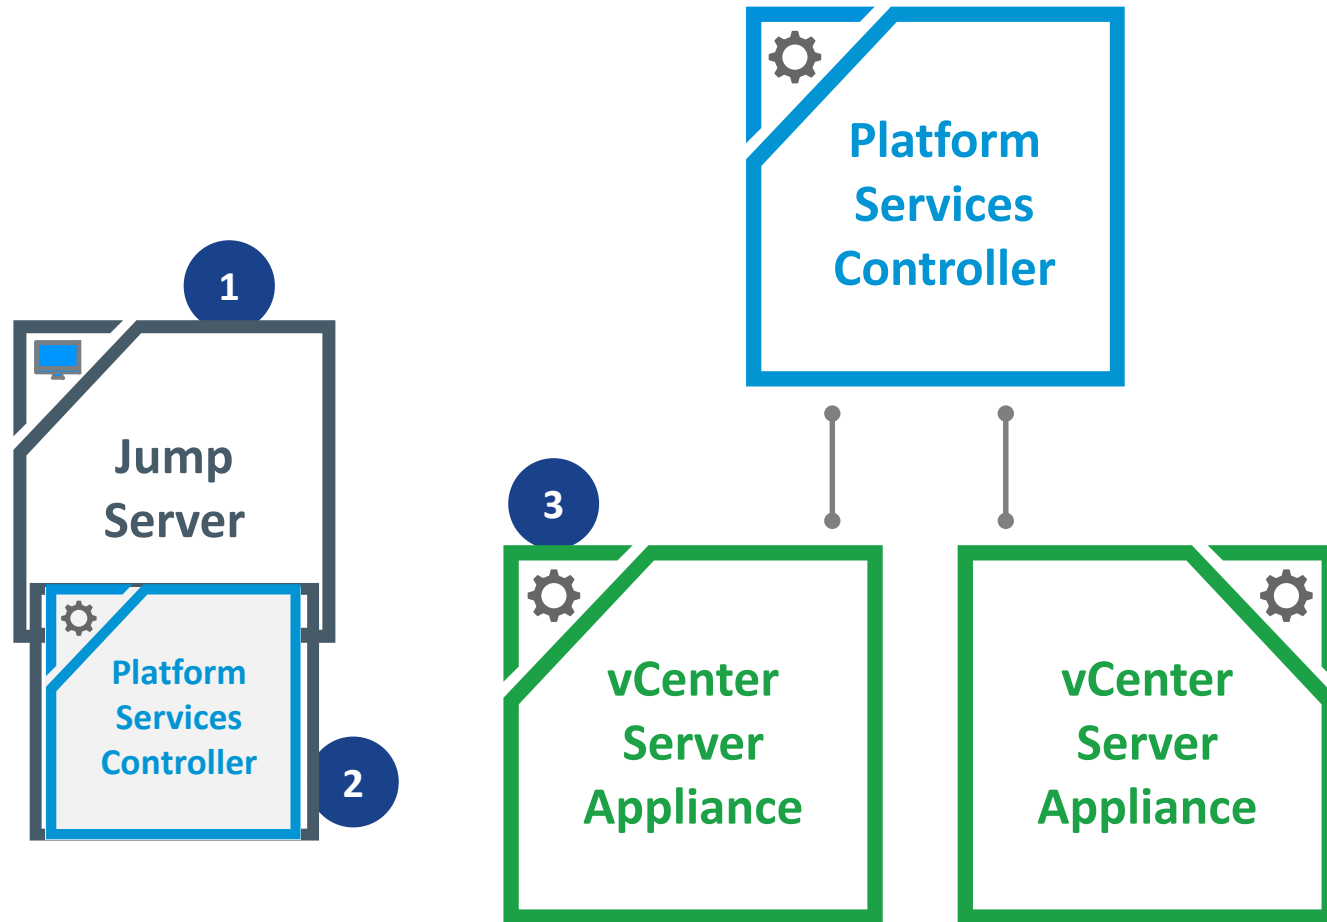 Platform
Services
Controller
1
Jump
Server
Platform
Services
Controller
2
3
vCenter
Server
Appliance
vCenter
Server
Appliance